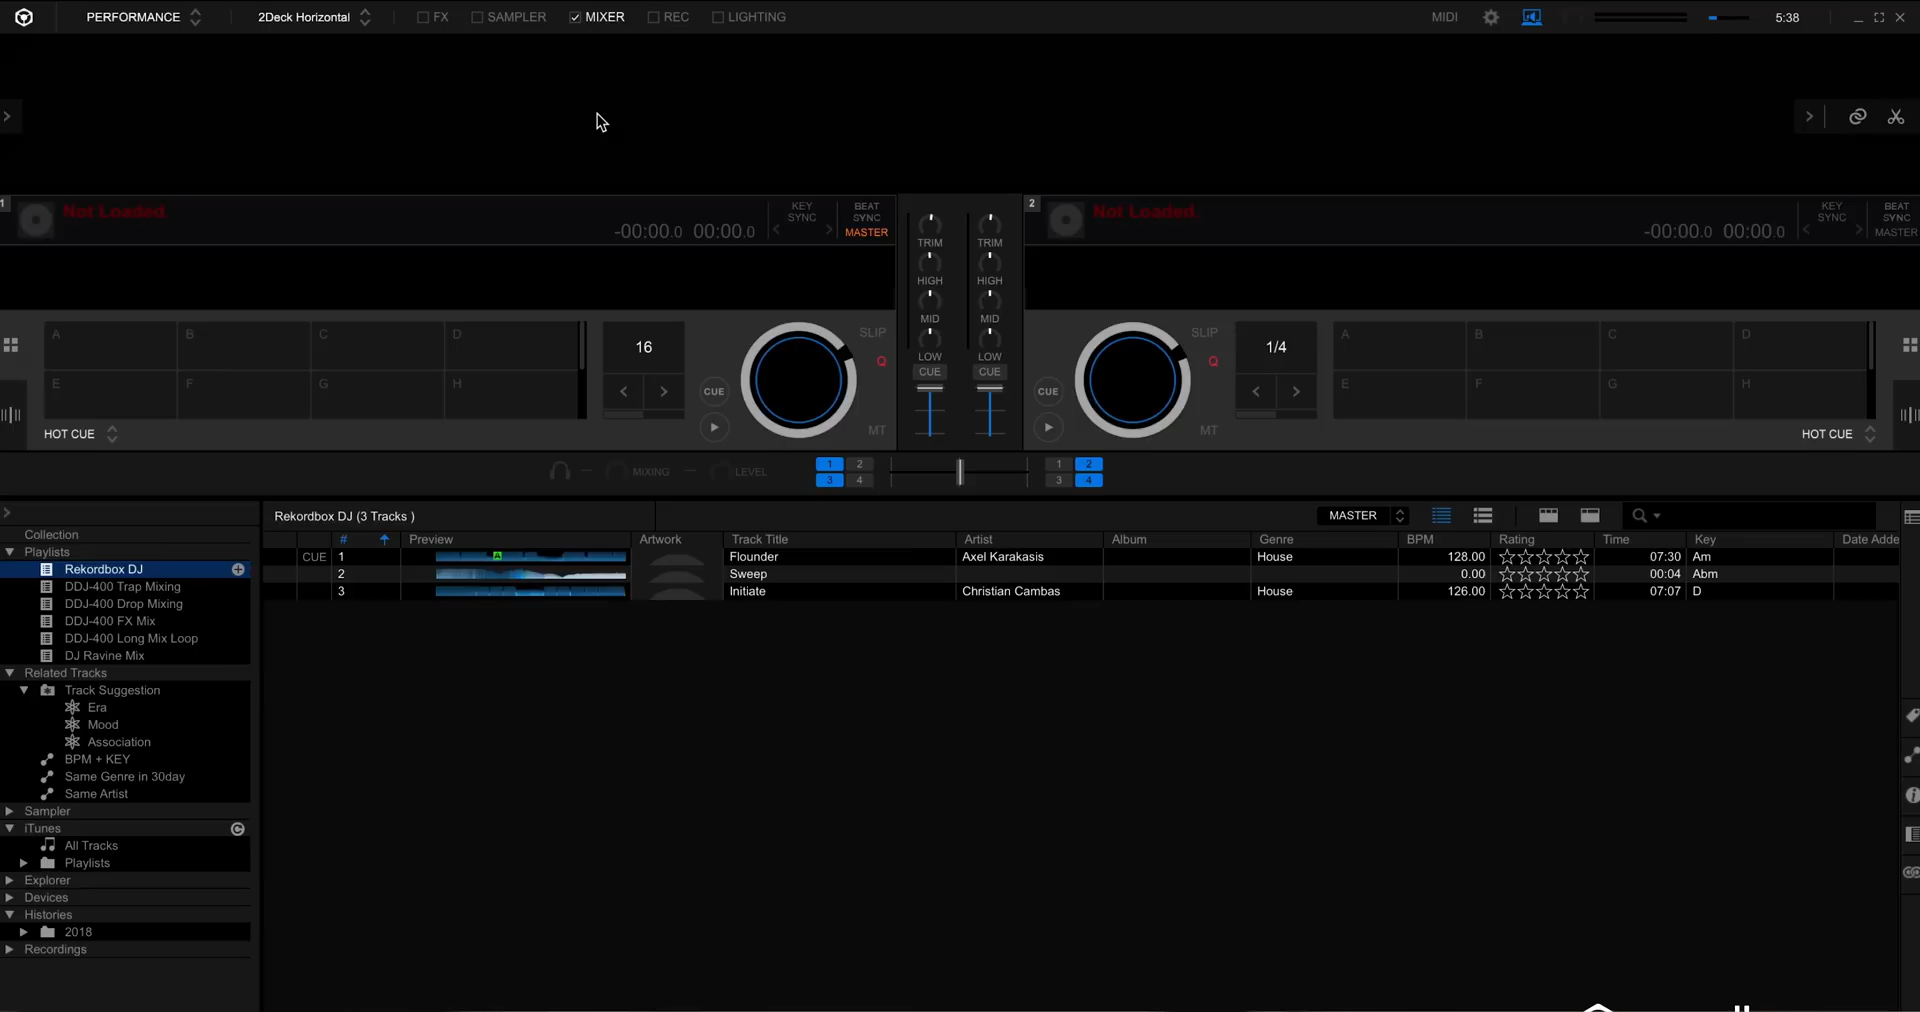 PERFORMANCE 2Deck Horizontal FX SAMPLER MIXER REC LIGHTING MIDI 5:38
1 Not Loaded. -00:00.0 00:00.0 KEY SYNC BEAT SYNC MASTER
2 Not Loaded. -00:00.0 00:00.0 KEY SYNC BEAT SYNC MASTER
TRIM TRIM
HIGH HIGH
MID MID
LOW LOW
CUE CUE
A B C D 16 SLIP
Q
E F G H CUE
MT
HOT CUE
SLIP 1/4 A B C D
Q
CUE E F G H
MT
HOT CUE
MIXING LEVEL 1 2 1 2
3 4 3 4
Collection
Playlists
Rekordbox DJ
DDJ-400 Trap Mixing
DDJ-400 Drop Mixing
DDJ-400 FX Mix
DDJ-400 Long Mix Loop
DJ Ravine Mix
Related Tracks
Track Suggestion
Era
Mood
Association
BPM + KEY
Same Genre in 30day
Same Artist
Sampler
iTunes
All Tracks
Playlists
Explorer
Devices
Histories
2018
Recordings
Rekordbox DJ (3 Tracks ) MASTER
# Preview Artwork Track Title Artist Album Genre BPM Rating Time Key Date Adde
CUE 1 A Flounder Axel Karakasis House 128.00 07:30 Am
2 Sweep 0.00 00:04 Abm
3 Initiate Christian Cambas House 126.00 07:07 D